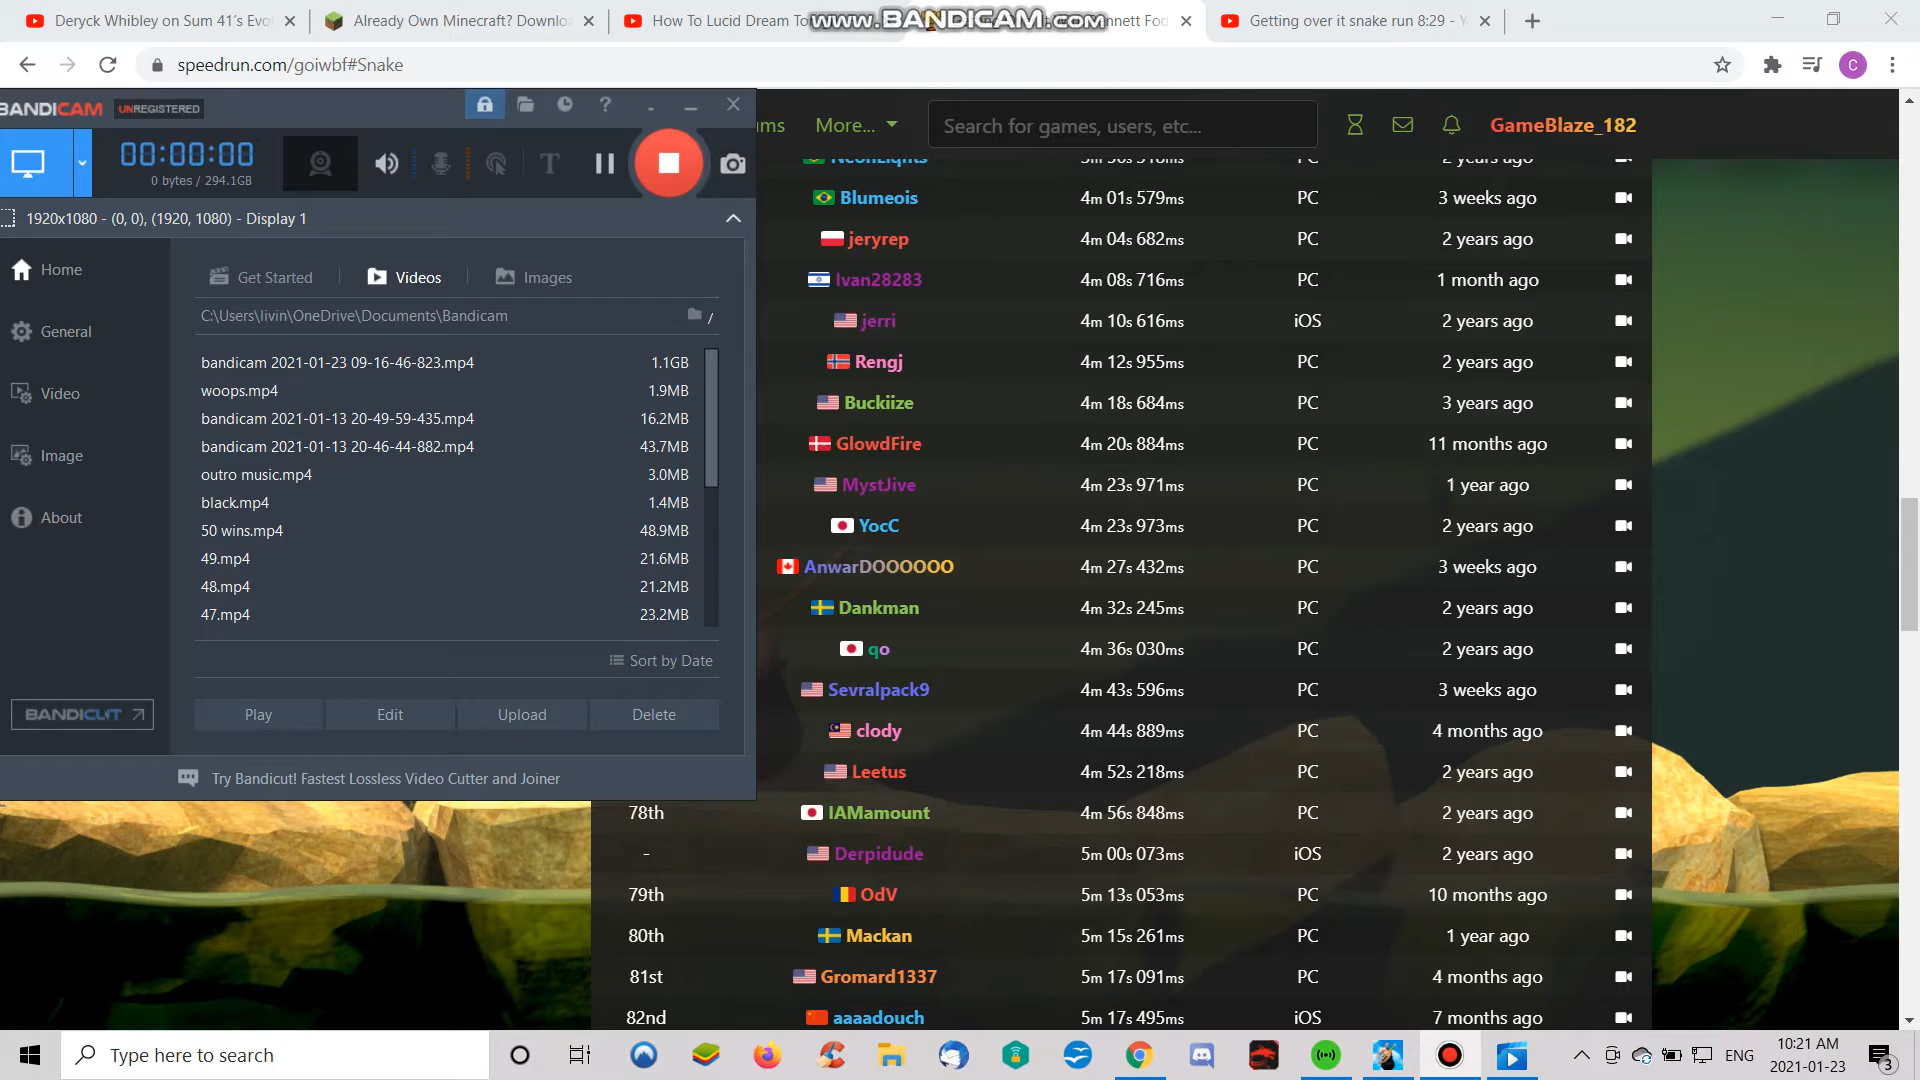 Deryck Whibley on Sum 41's Evo
Already Own Minecraft? Downlo
How To Lucid Dream To
www.BANDICAM.com
nnett Fod
Getting over it snake run 8:29 - Y
speedrun.com/goiwbf#Snake
C
BANDICAM
UNREGISTERED
00:00:00
0 bytes / 294.1GB
1920x1080 - (0, 0), (1920, 1080) - Display 1
Home
General
Video
Image
About
Get Started
Videos
Images
C:\Users\livin\OneDrive\Documents\Bandicam
bandicam 2021-01-23 09-16-46-823.mp4 1.1GB
woops.mp4 1.9MB
bandicam 2021-01-13 20-49-59-435.mp4 16.2MB
bandicam 2021-01-13 20-46-44-882.mp4 43.7MB
outro music.mp4 3.0MB
black.mp4 1.4MB
50 wins.mp4 48.9MB
49.mp4 21.6MB
48.mp4 21.2MB
47.mp4 23.2MB
Sort by Date
BANDICUT
Play Edit Upload Delete
Try Bandicut! Fastest Lossless Video Cutter and Joiner
ms More... Search for games, users, etc... GameBlaze_182
Blumeois 4m 01s 579ms PC 3 weeks ago
jeryrep 4m 04s 682ms PC 2 years ago
Ivan28283 4m 08s 716ms PC 1 month ago
jerri 4m 10s 616ms iOS 2 years ago
Rengj 4m 12s 955ms PC 2 years ago
Buckiize 4m 18s 684ms PC 3 years ago
GlowdFire 4m 20s 884ms PC 11 months ago
MystJive 4m 23s 971ms PC 1 year ago
YocC 4m 23s 973ms PC 2 years ago
AnwarDOOOOOO 4m 27s 432ms PC 3 weeks ago
Dankman 4m 32s 245ms PC 2 years ago
qo 4m 36s 030ms PC 2 years ago
Sevralpack9 4m 43s 596ms PC 3 weeks ago
clody 4m 44s 889ms PC 4 months ago
Leetus 4m 52s 218ms PC 2 years ago
78th IAMamount 4m 56s 848ms PC 2 years ago
- Derpidude 5m 00s 073ms iOS 2 years ago
79th OdV 5m 13s 053ms PC 10 months ago
80th Mackan 5m 15s 261ms PC 1 year ago
81st Gromard1337 5m 17s 091ms PC 4 months ago
82nd aaaadouch 5m 17s 495ms iOS 7 months ago
Type here to search
ENG
10:21 AM
2021-01-23
3